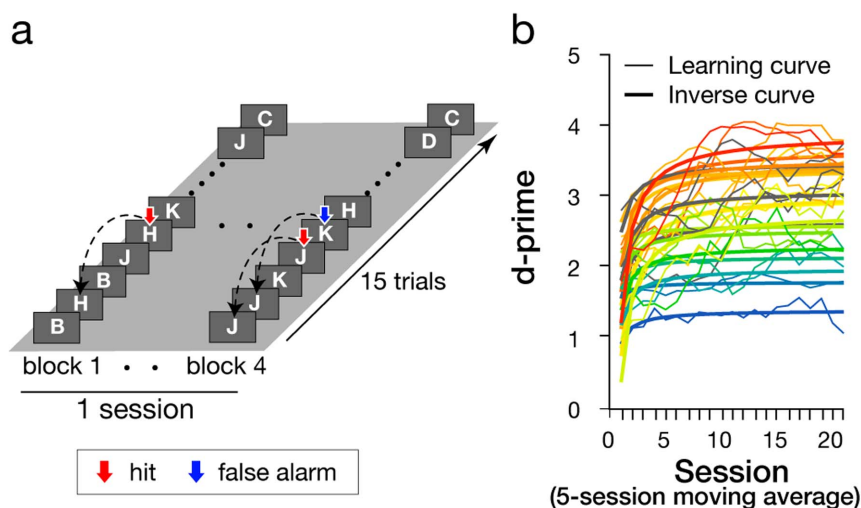 a
C
J
K
H
J
B
H
B
block 1
C
D
H
K
J
K
J
J
block 4
15 trials
1 session
hit
false alarm
b
d-prime
5
4
3
2
1
0
Learning curve
Inverse curve
0
5
10
15
20
Session
(5-session moving average)